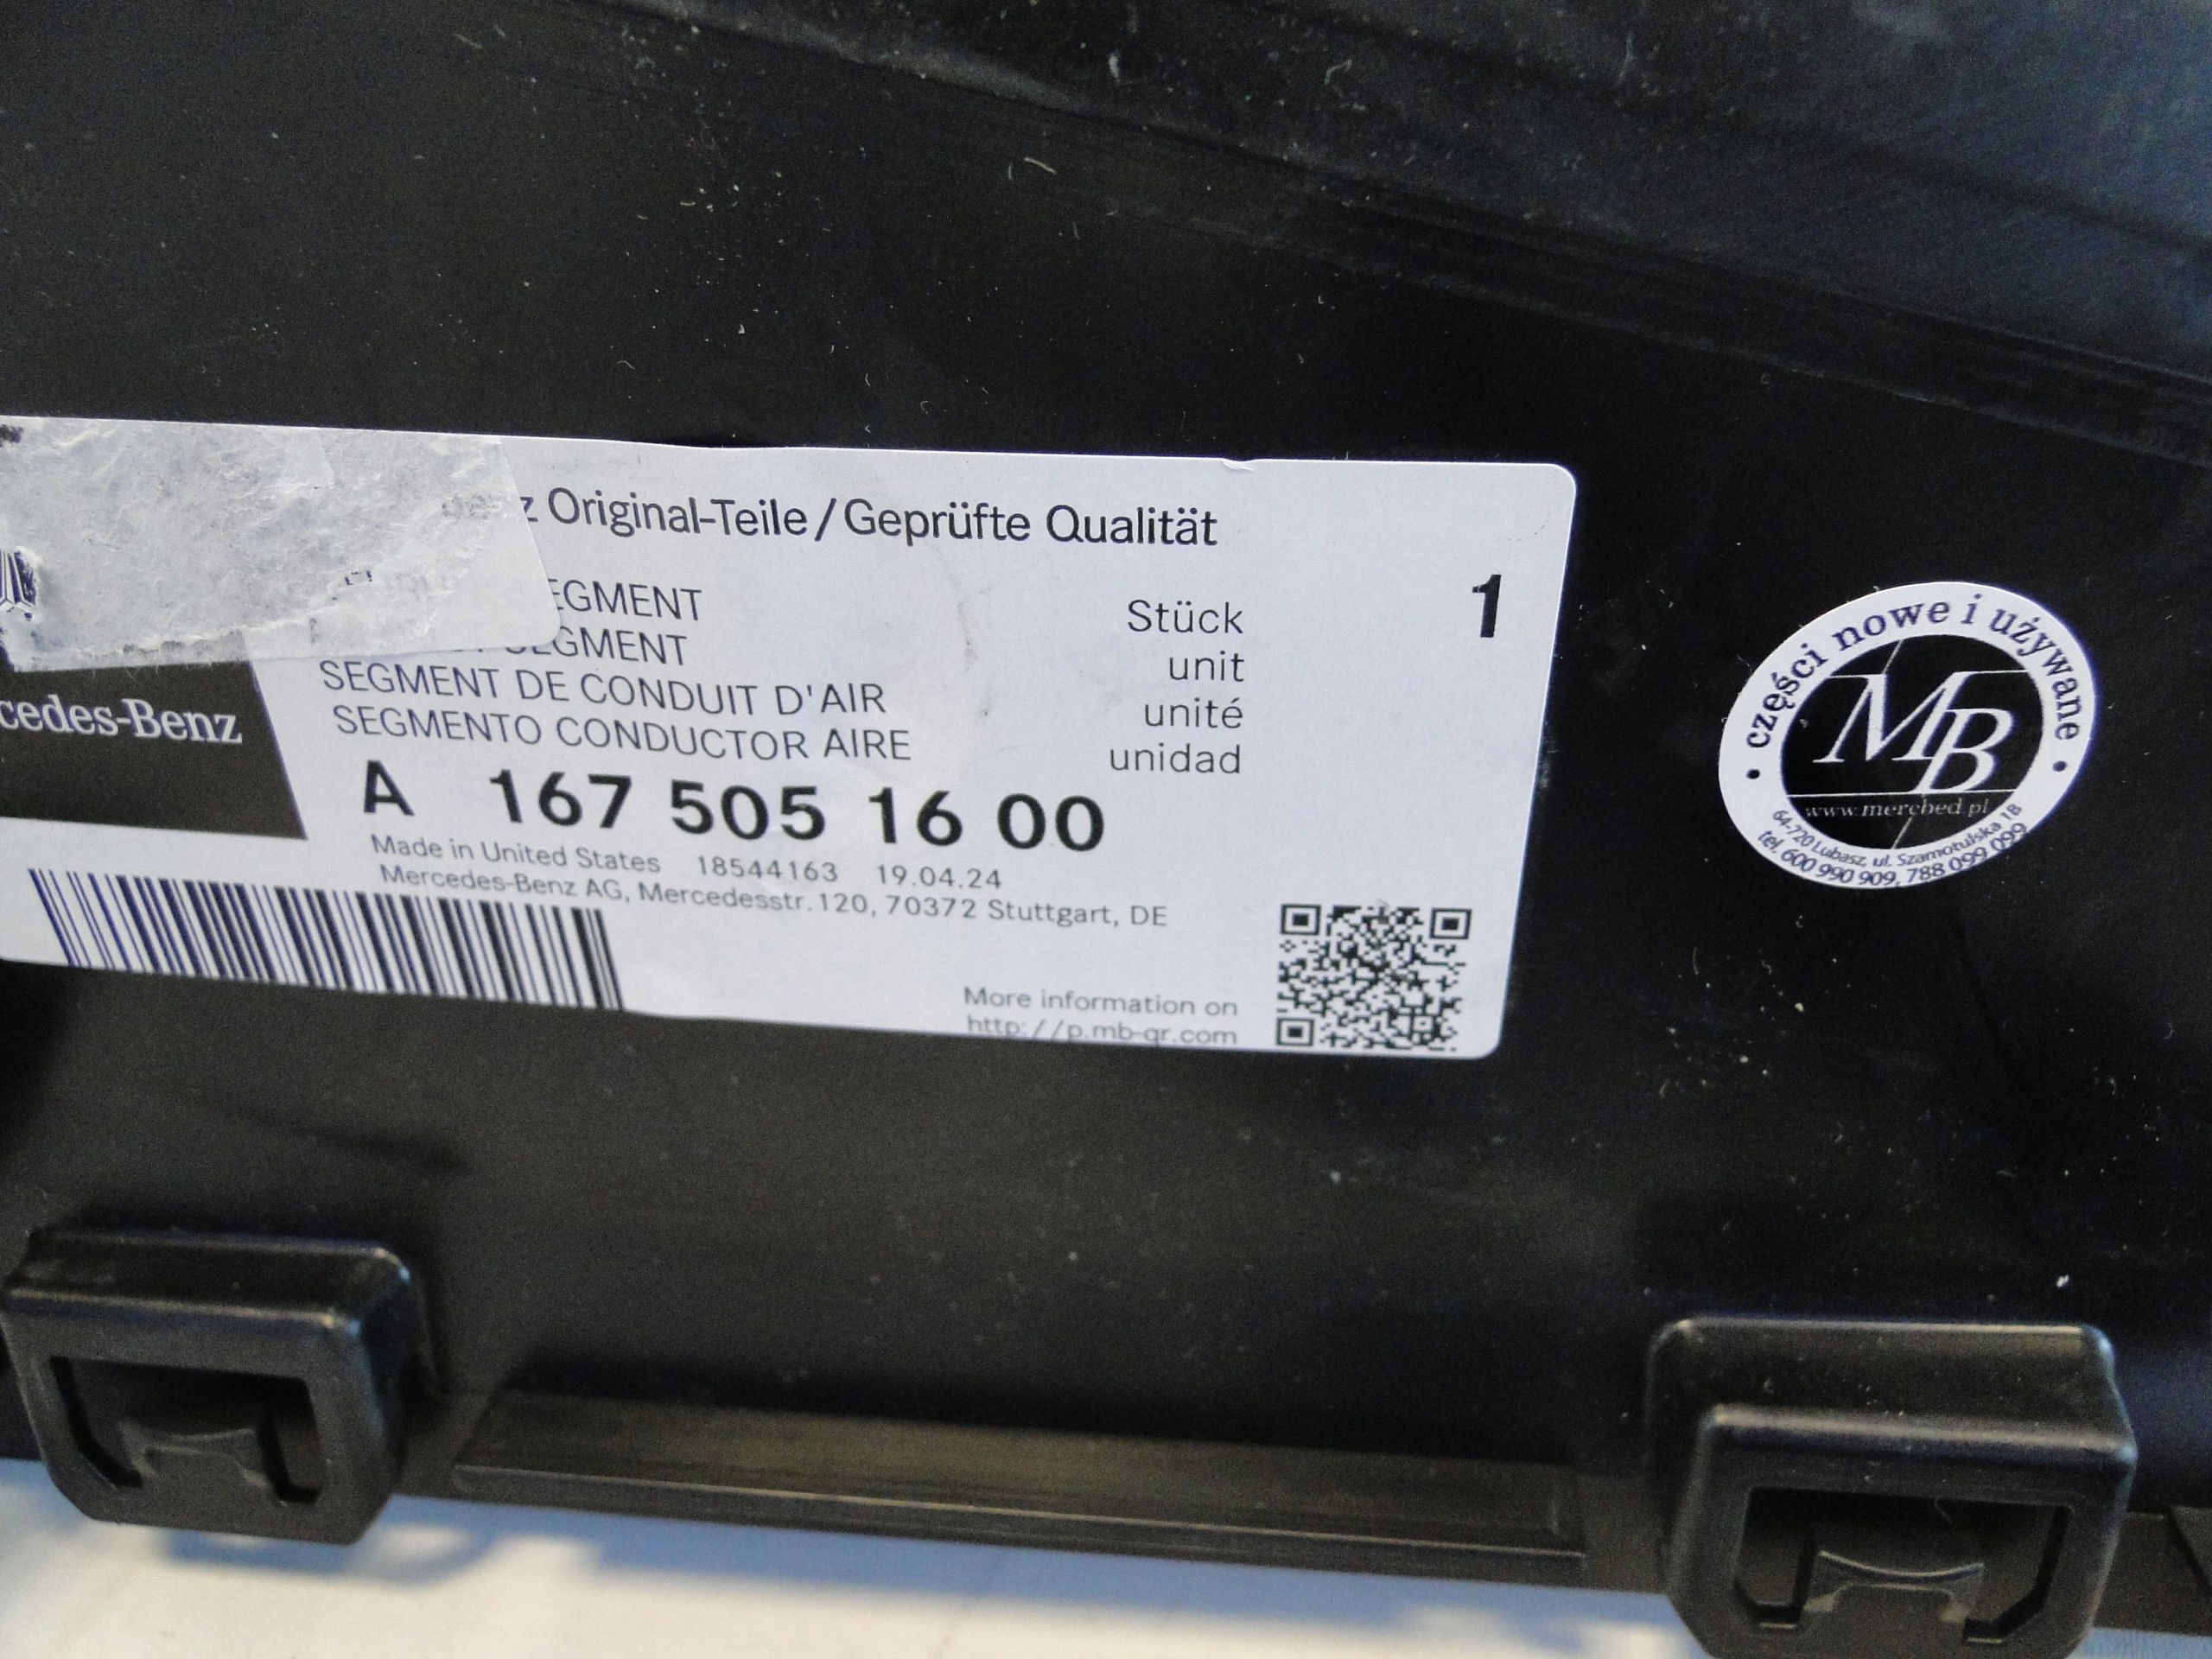 z Original-Teile / Geprüfte Qualität
EGMENT
SEGMENT
SEGMENT DE CONDUIT D'AIR
SEGMENTO CONDUCTOR AIRE
Stück
unit
unité
unidad
1
cedes-Benz
A 167 505 16 00
Made in United States 18544163 19.04.24
Mercedes-Benz AG, Mercedesstr. 120, 70372 Stuttgart, DE
More information on
http://p.mb-qr.com
• części nowe i używane •
MB
www.merched.pl
64-720 Lubasz, ul. Szamotulska 1B
tel. 600 990 909, 788 099 099